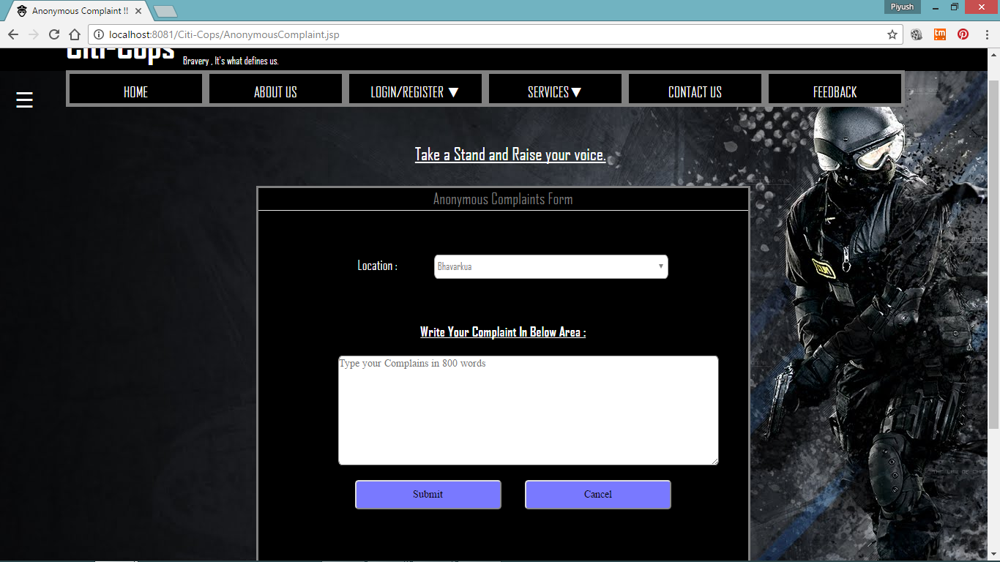 Piyush
Anonymous Complaint !!
localhost:8081/Citi-Cops/AnonymousComplaint.jsp
tm
Citi-Cops Bravery , It's what defines us.
HOME ABOUT US LOGIN/REGISTER ▼ SERVICES▼ CONTACT US FEEDBACK
Take a Stand and Raise your voice.
Anonymous Complaints Form
Location : Bhavarkua
Write Your Complaint In Below Area :
Type your Complains in 800 words
Submit Cancel